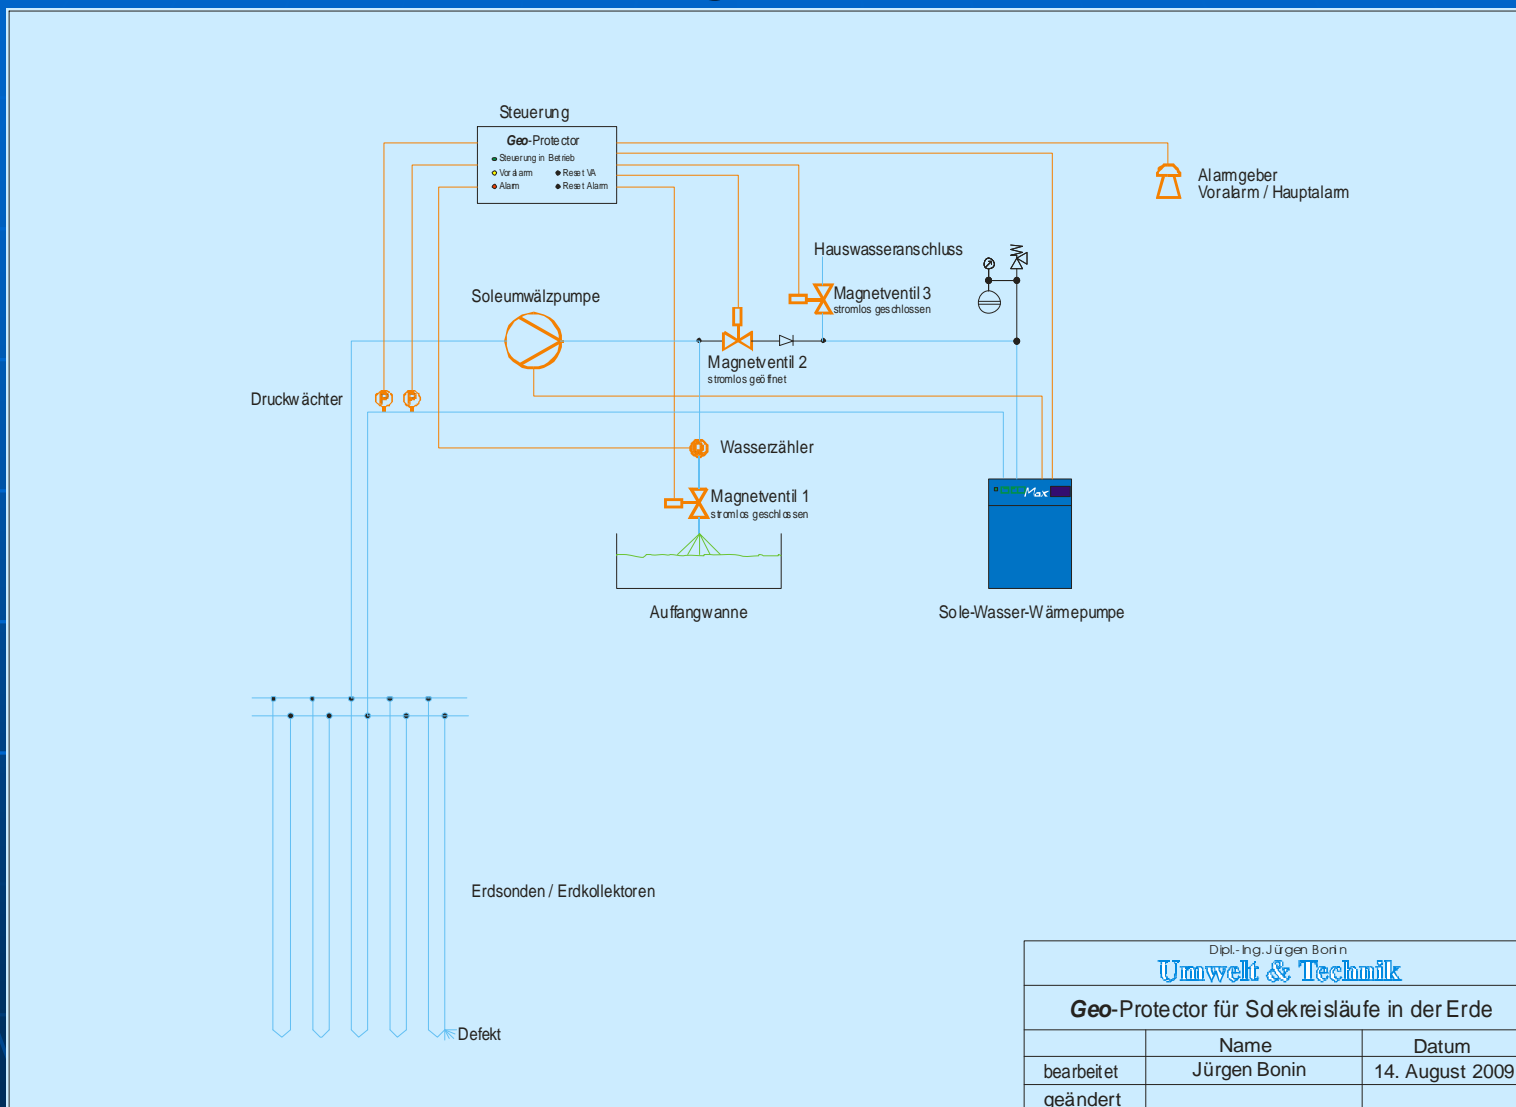 Steuerung
Geo-Protector
Steuerung in Betrieb
Voralarm
Reset VA
Alarm
Reset Alarm
Alarmgeber
Voralarm / Hauptalarm
Hauswasseranschluss
Magnetventil 3
stromlos geschlossen
Soleumwälzpumpe
Magnetventil 2
stromlos geöffnet
Druckwächter
P P
Wasserzähler
Magnetventil 1
stromlos geschlossen
Max
Auffangwanne
Sole-Wasser-Wärmepumpe
Erdsonden / Erdkollektoren
Defekt
Dipl.-Ing. Jürgen Bonin
Umwelt & Technik
Geo-Protector für Solekreisläufe in der Erde
Name Datum
bearbeitet Jürgen Bonin 14. August 2009
geändert